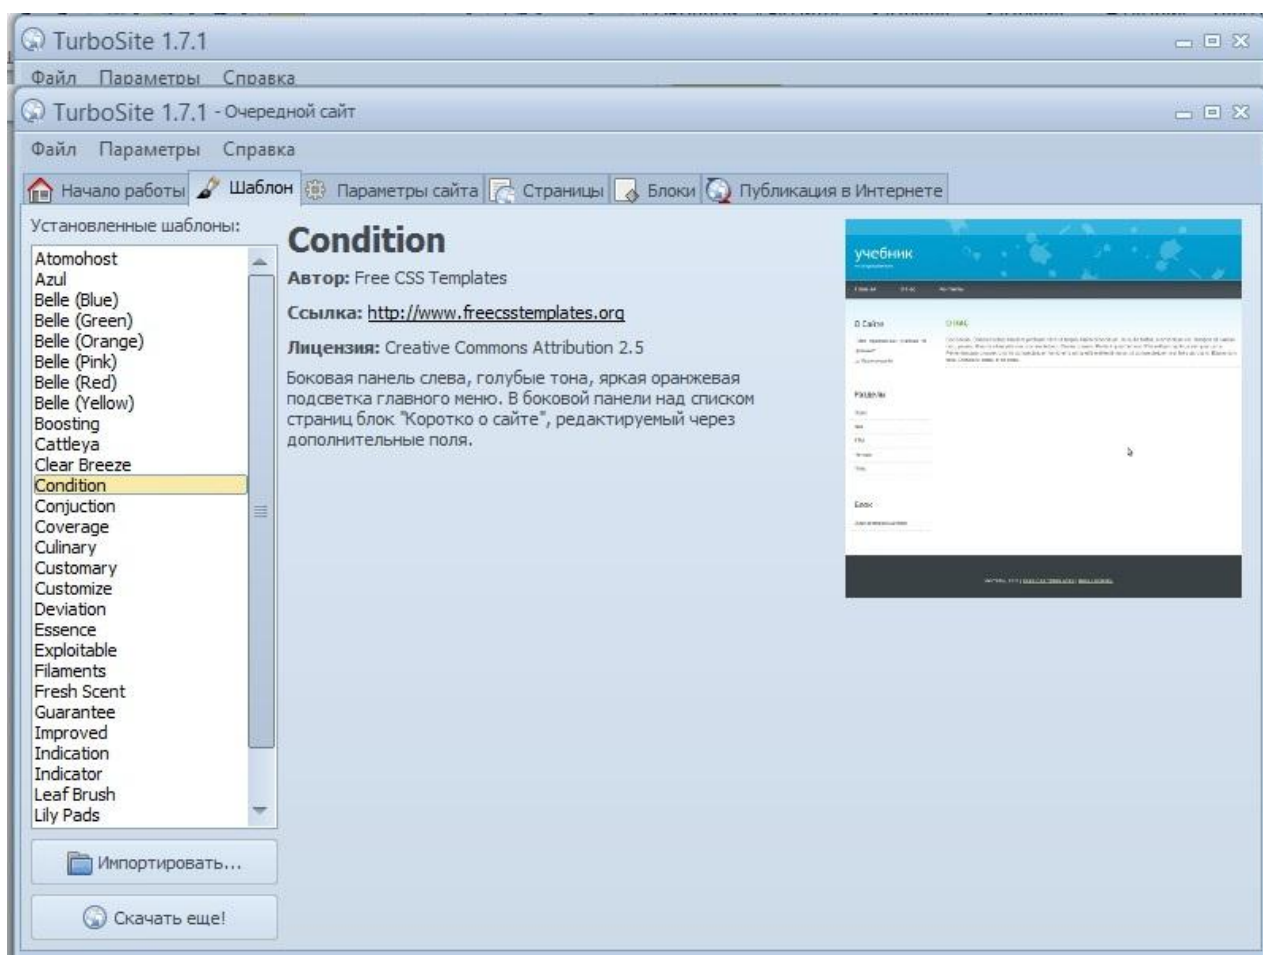 TurboSite 1.7.1
Файл Параметры Справка
TurboSite 1.7.1 - Очередной сайт
Файл Параметры Справка
Начало работы Шаблон Параметры сайта Страницы Блоки Публикация в Интернете
Установленные шаблоны:
Atomohost
Azul
Belle (Blue)
Belle (Green)
Belle (Orange)
Belle (Pink)
Belle (Red)
Belle (Yellow)
Boosting
Cattleya
Clear Breeze
Condition
Conjuction
Coverage
Culinary
Customary
Customize
Deviation
Essence
Exploitable
Filaments
Fresh Scent
Guarantee
Improved
Indication
Indicator
Leaf Brush
Lily Pads
Импортировать...
Скачать еще!
Condition
Автор: Free CSS Templates
Ссылка: http://www.freecsstemplates.org
Лицензия: Creative Commons Attribution 2.5
Боковая панель слева, голубые тона, яркая оранжевая
подсветка главного меню. В боковой панели над списком
страниц блок "Коротко о сайте", редактируемый через
дополнительные поля.
учебник
О Сайте
Разделы
Блок